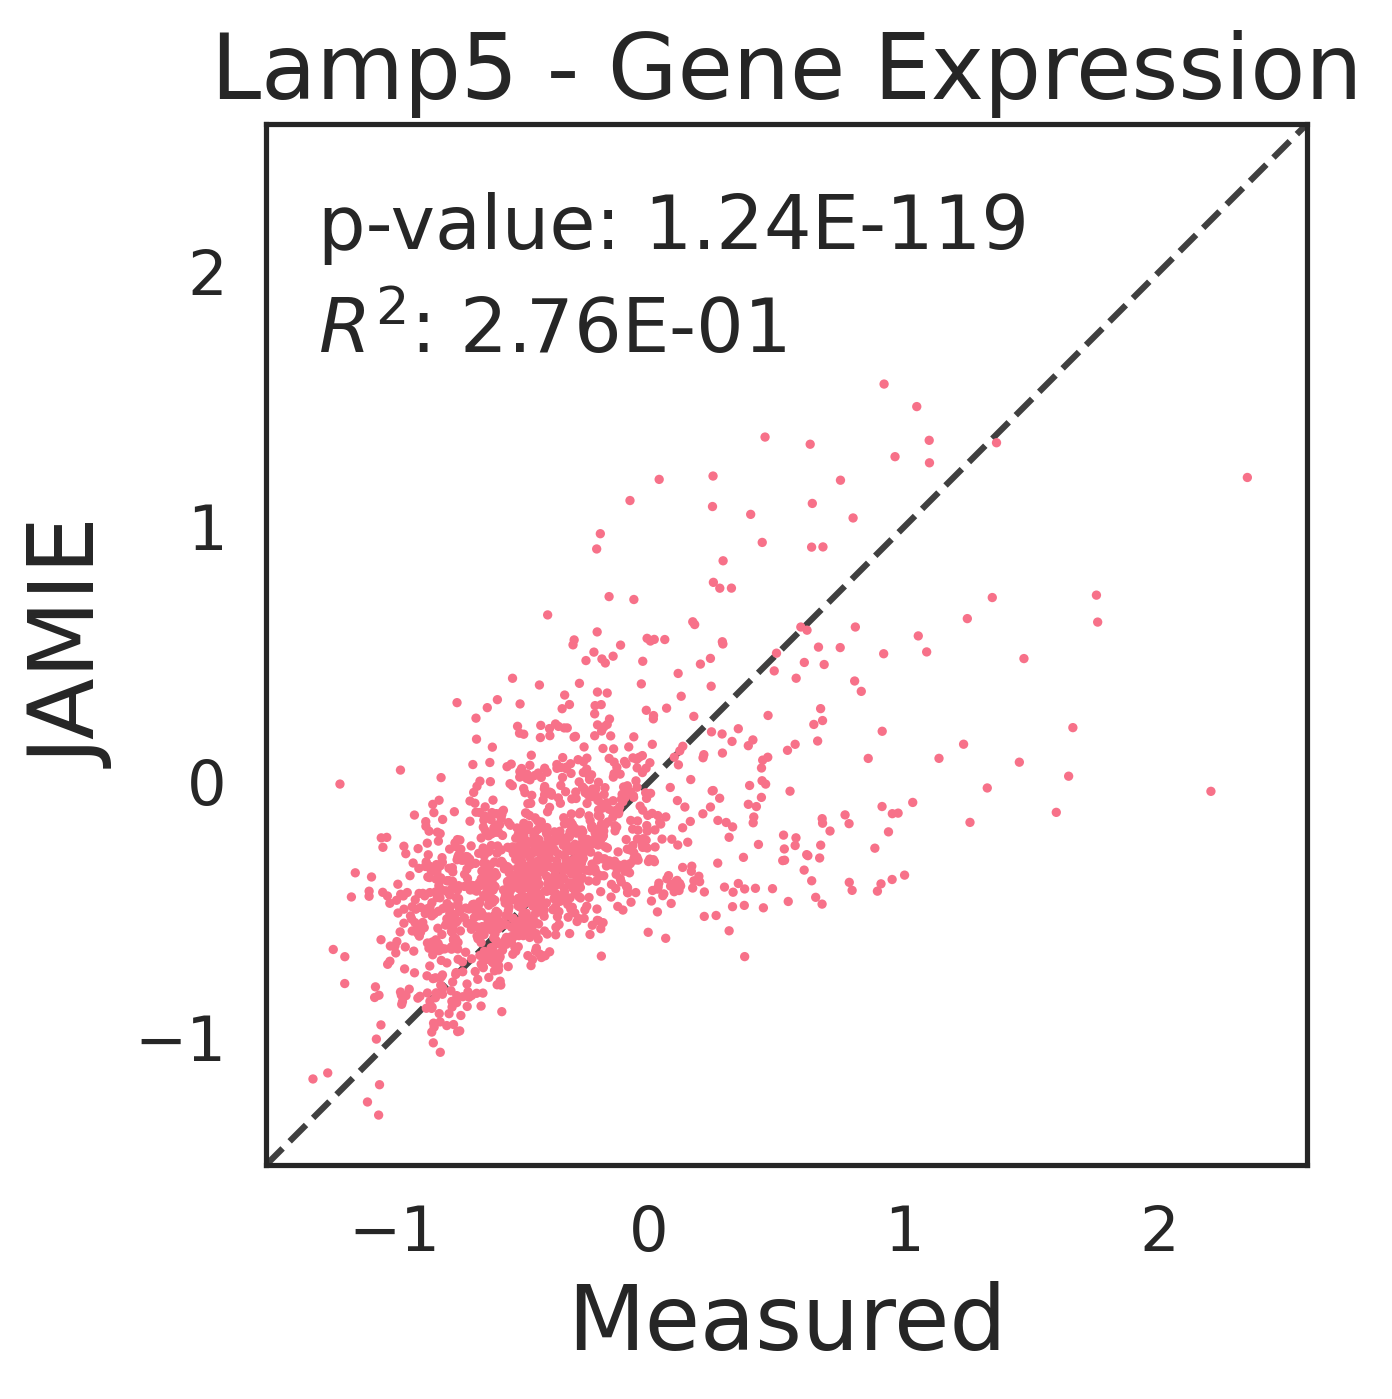 Lamp5 - Gene Expression
p-value: 1.24E-119
R²: 2.76E-01
JAMIE
2
1
0
−1
−1 0 1 2
Measured